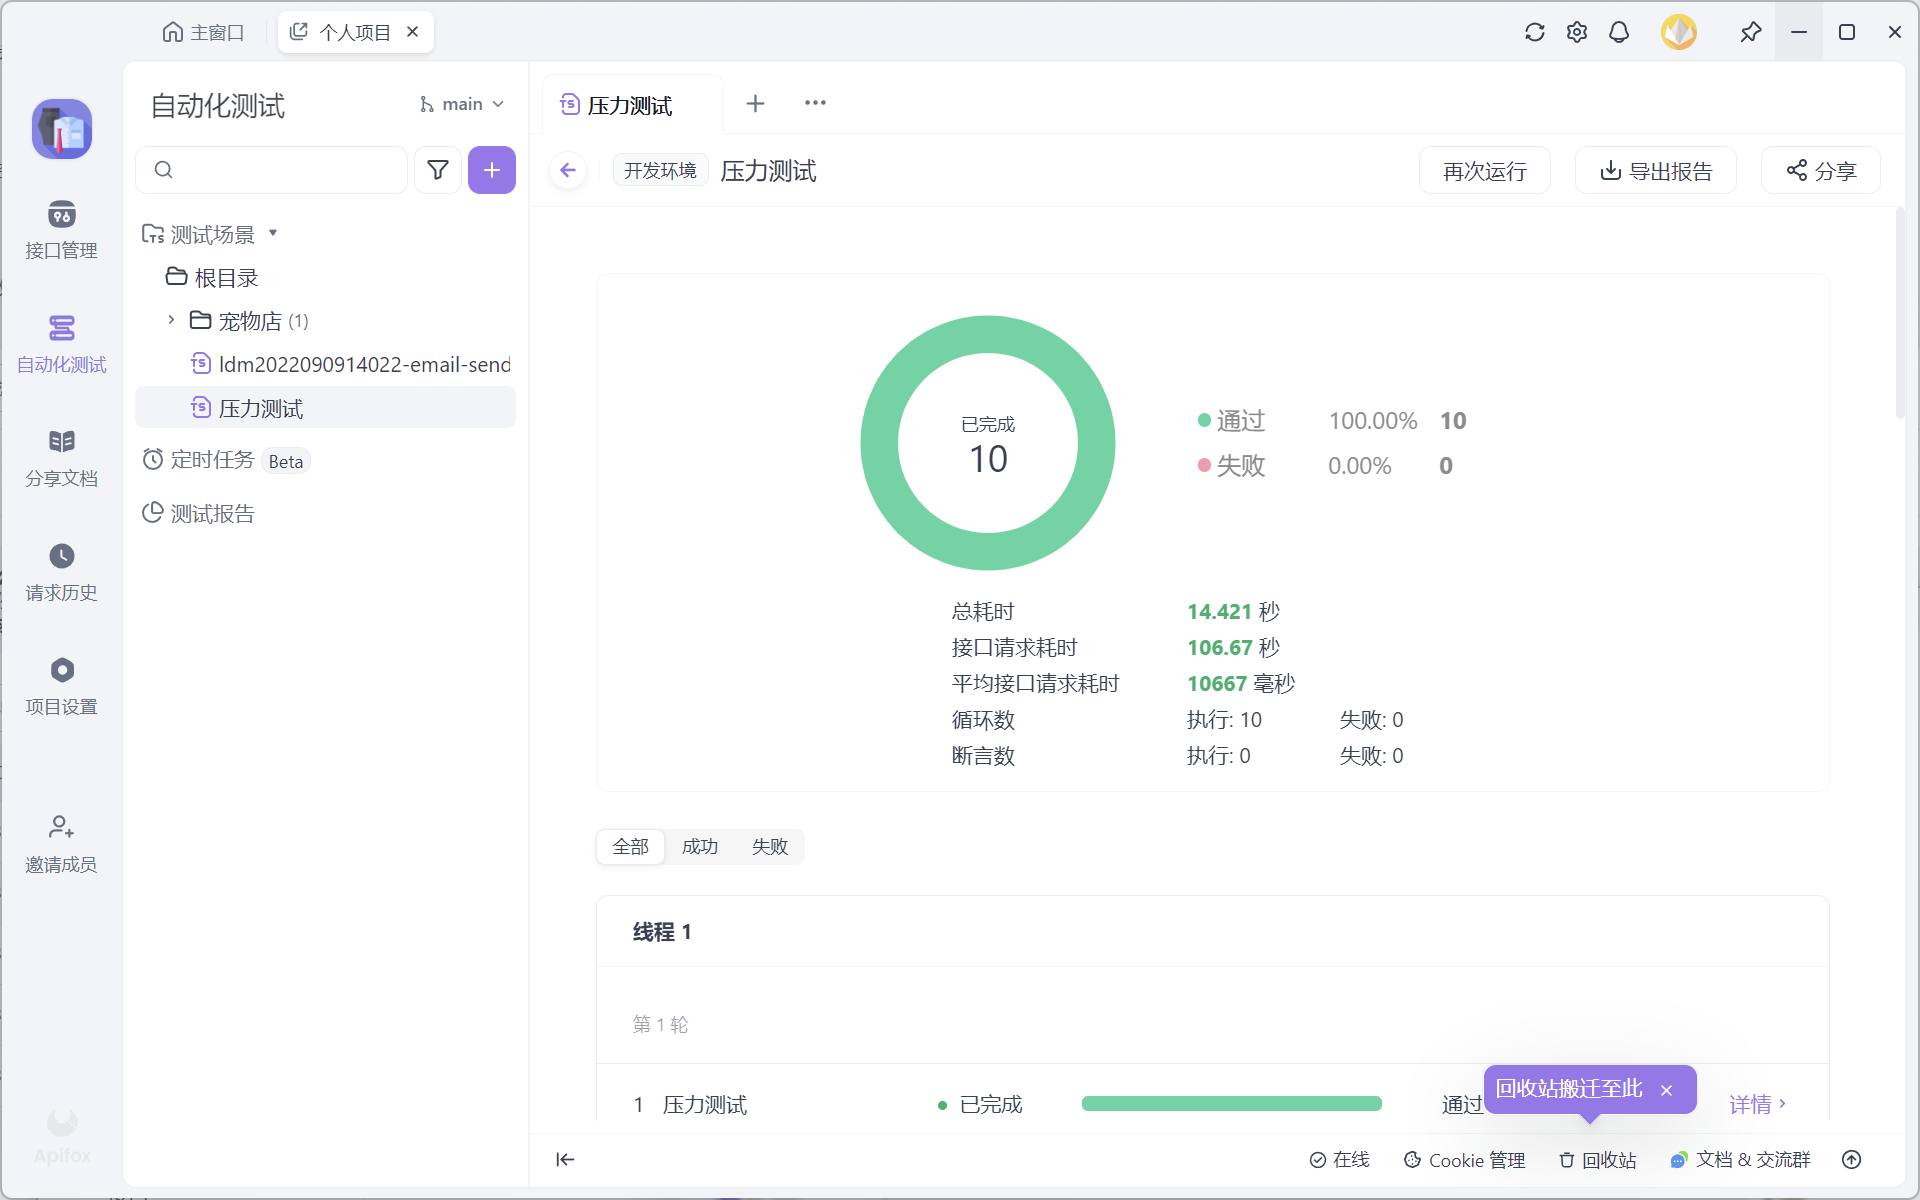 主窗口
个人项目
自动化测试
main
压力测试
开发环境
压力测试
再次运行
导出报告
分享
接口管理
自动化测试
分享文档
请求历史
项目设置
邀请成员
Apifox
测试场景
根目录
宠物店 (1)
ldm2022090914022-email-send
压力测试
定时任务 Beta
测试报告
已完成
10
通过 100.00% 10
失败 0.00% 0
总耗时 14.421 秒
接口请求耗时 106.67 秒
平均接口请求耗时 10667 毫秒
循环数 执行: 10 失败: 0
断言数 执行: 0 失败: 0
全部 成功 失败
线程 1
第 1 轮
1 压力测试 已完成 通过 详情
回收站搬迁至此
在线 Cookie 管理 回收站 文档 & 交流群